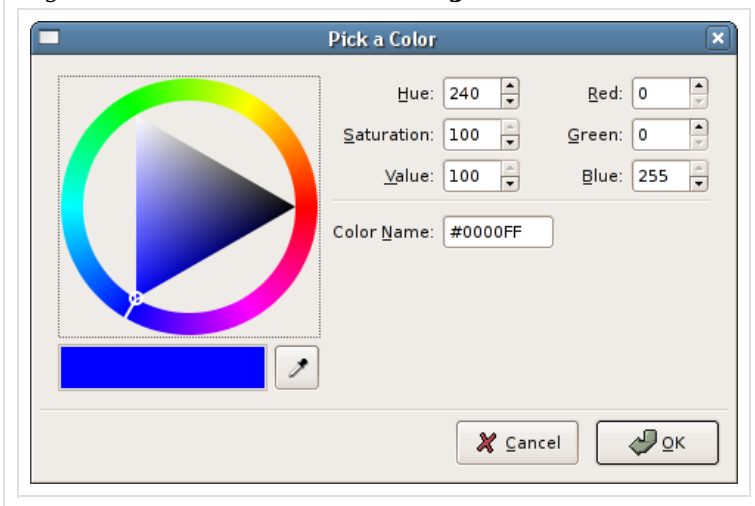 Pick a Color
Hue: 240 Red: 0
Saturation: 100 Green: 0
Value: 100 Blue: 255
Color Name: #0000FF
Cancel OK